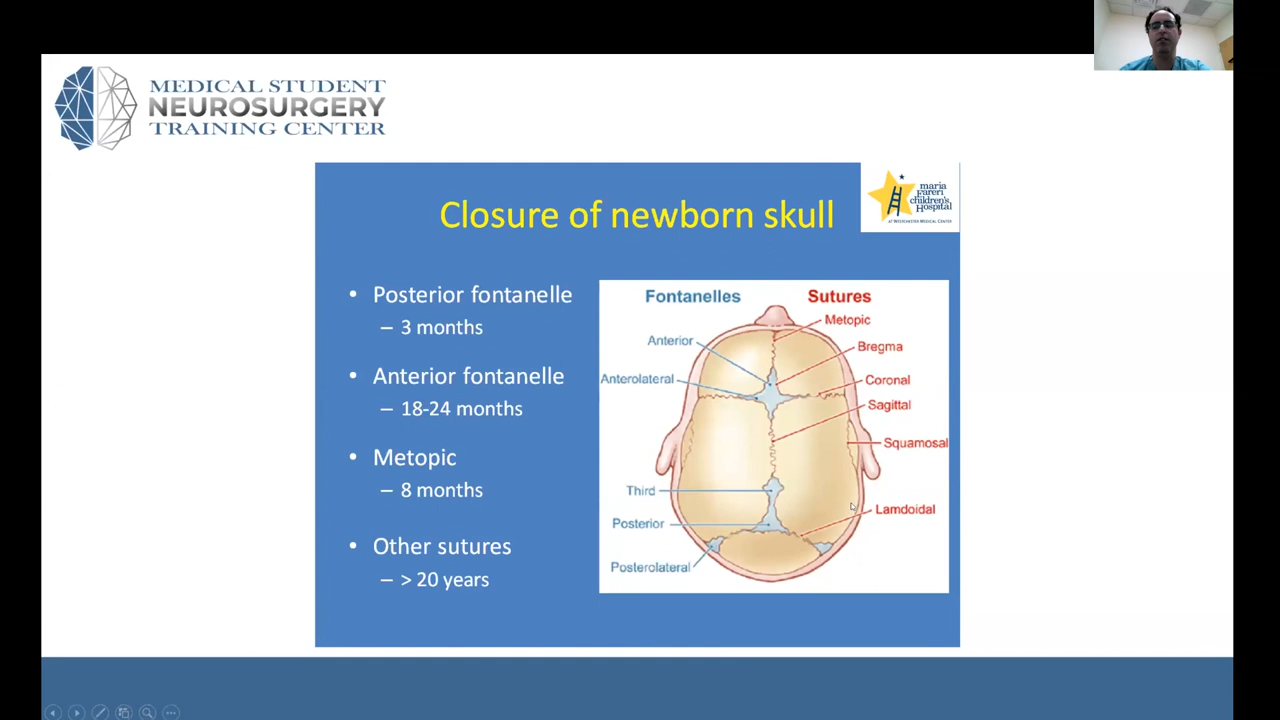 MEDICAL STUDENT
NEUROSURGERY
TRAINING CENTER
maria
fareri
children's
Hospital
AT WESTCHESTER MEDICAL CENTER
Closure of newborn skull
• Posterior fontanelle
– 3 months
• Anterior fontanelle
– 18-24 months
• Metopic
– 8 months
• Other sutures
– > 20 years
Fontanelles
Sutures
Anterior
Anterolateral
Third
Posterior
Posterolateral
Metopic
Bregma
Coronal
Sagittal
Squamosal
Lamdoidal